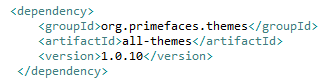 <dependency>
<groupId>org.primefaces.themes</groupId>
<artifactId>all-themes</artifactId>
<version>1.0.10</version>
</dependency>